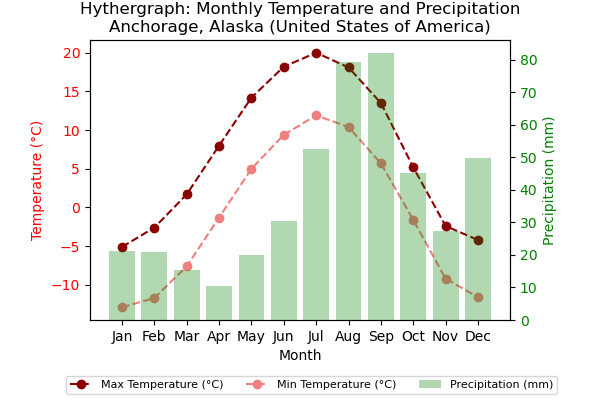 Hythergraph: Monthly Temperature and Precipitation
Anchorage, Alaska (United States of America)
Temperature (°C)
20
15
10
5
0
−5
−10
80
70
60
50
40
30
20
10
0
Precipitation (mm)
Jan Feb Mar Apr May Jun Jul Aug Sep Oct Nov Dec
Month
Max Temperature (°C) Min Temperature (°C) Precipitation (mm)